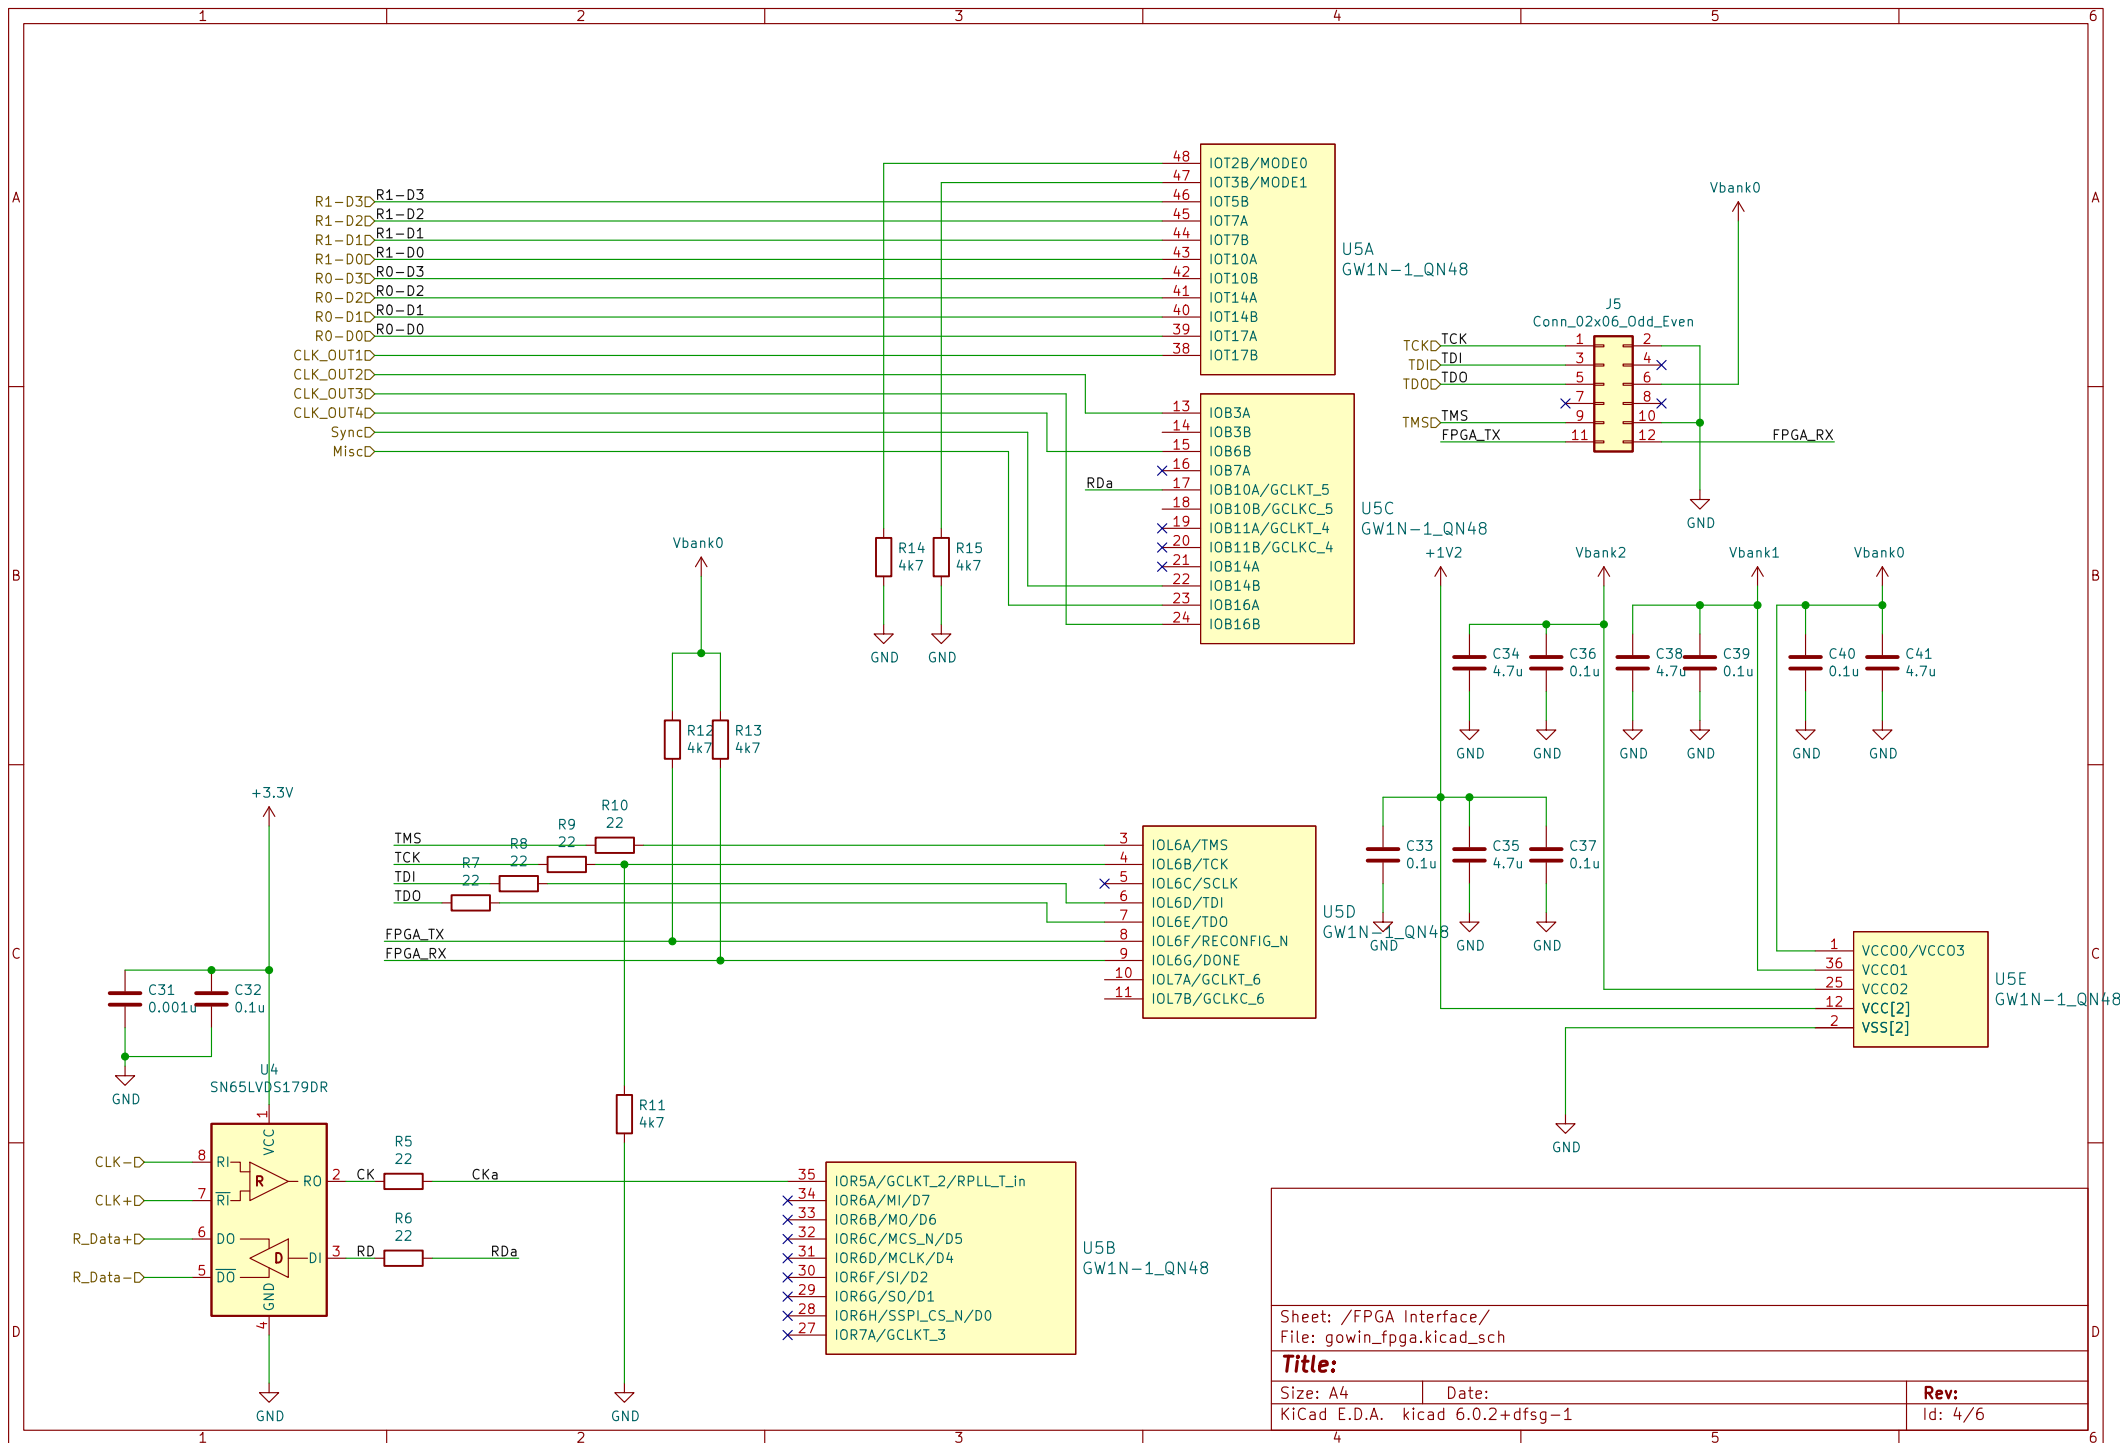 1 2 3 4 5 6
A A
B B
C C
D D
48 IOT2B/MODE0
47 IOT3B/MODE1
R1-D3 R1-D3 46 IOT5B
R1-D2 R1-D2 45 IOT7A
R1-D1 R1-D1 44 IOT7B
R1-D0 R1-D0 43 IOT10A
R0-D3 R0-D3 42 IOT10B
R0-D2 R0-D2 41 IOT14A
R0-D1 R0-D1 40 IOT14B
R0-D0 R0-D0 39 IOT17A
CLK_OUT1 38 IOT17B
U5A
GW1N-1_QN48
CLK_OUT2
CLK_OUT3
CLK_OUT4
Sync
Misc
13 IOB3A
14 IOB3B
15 IOB6B
16 IOB7A
RDa 17 IOB10A/GCLKT_5
18 IOB10B/GCLKC_5
19 IOB11A/GCLKT_4
20 IOB11B/GCLKC_4
21 IOB14A
22 IOB14B
23 IOB16A
24 IOB16B
U5C
GW1N-1_QN48
R14
4k7
GND
R15
4k7
GND
Vbank0
J5
Conn_02x06_Odd_Even
TCK TCK 1 2
TDI TDI 3 4
TDO TDO 5 6
7 8
TMS TMS 9 10
FPGA_TX 11 12 FPGA_RX
GND
+1V2
Vbank2
Vbank1
Vbank0
C34
4.7u
GND
C36
0.1u
GND
C38
4.7u
GND
C39
0.1u
GND
C40
0.1u
GND
C41
4.7u
GND
C33
0.1u
GND
C35
4.7u
GND
C37
0.1u
GND
1 VCCO0/VCCO3
36 VCCO1
25 VCCO2
12 VCC[2]
2 VSS[2]
U5E
GW1N-1_QN48
GND
Vbank0
R12
4k7
R13
4k7
R10
22
R9
22
R8
22
R7
22
TMS
TCK
TDI
TDO
FPGA_TX
FPGA_RX
3 IOL6A/TMS
4 IOL6B/TCK
5 IOL6C/SCLK
6 IOL6D/TDI
7 IOL6E/TDO
8 IOL6F/RECONFIG_N
9 IOL6G/DONE
10 IOL7A/GCLKT_6
11 IOL7B/GCLKC_6
U5D
GW1N-1_QN48
R11
4k7
GND
+3.3V
C31
0.001u
C32
0.1u
GND
U4
SN65LVDS179DR
1 VCC
CLK- 8 RI
CLK+ 7 RI
R_Data+ 6 DO
R_Data- 5 DO
R
D
RO 2 CK
DI 3 RD
GND 4
GND
R5
22
CKa
R6
22
RDa
35 IOR5A/GCLKT_2/RPLL_T_in
34 IOR6A/MI/D7
33 IOR6B/MO/D6
32 IOR6C/MCS_N/D5
31 IOR6D/MCLK/D4
30 IOR6F/SI/D2
29 IOR6G/SO/D1
28 IOR6H/SSPI_CS_N/D0
27 IOR7A/GCLKT_3
U5B
GW1N-1_QN48
Sheet: /FPGA Interface/
File: gowin_fpga.kicad_sch
Title:
Size: A4 Date: Rev:
KiCad E.D.A. kicad 6.0.2+dfsg-1 Id: 4/6
1 2 3 4 5 6